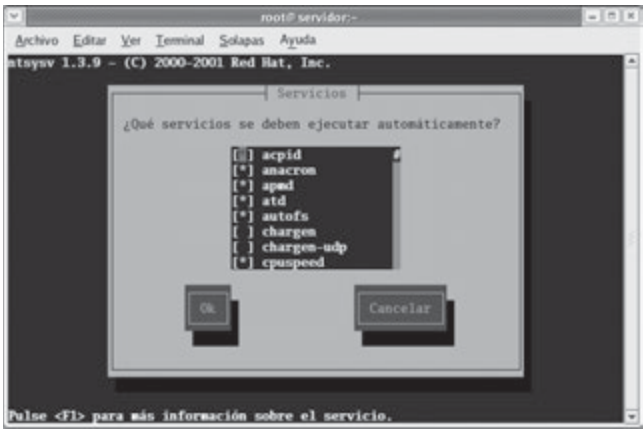 root@servidor:~
Archivo Editar Ver Terminal Solapas Ayuda
ntsysv 1.3.9 - (C) 2000-2001 Red Hat, Inc.
Servicios
¿Qué servicios se deben ejecutar automáticamente?
[ ] acpid
[*] anacron
[*] apmd
[*] atd
[*] autofs
[ ] chargen
[ ] chargen-udp
[*] cpuspeed
Ok Cancelar
Pulse <F1> para más información sobre el servicio.